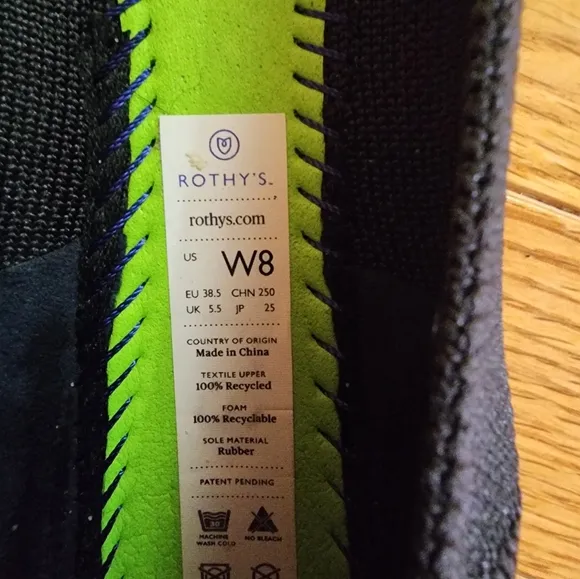 ROTHY'S™
rothys.com
US W8
EU 38.5 CHN 250
UK 5.5 JP 25
COUNTRY OF ORIGIN
Made in China
TEXTILE UPPER
100% Recycled
FOAM
100% Recyclable
SOLE MATERIAL
Rubber
PATENT PENDING
30
MACHINE NO BLEACH
WASH COLD